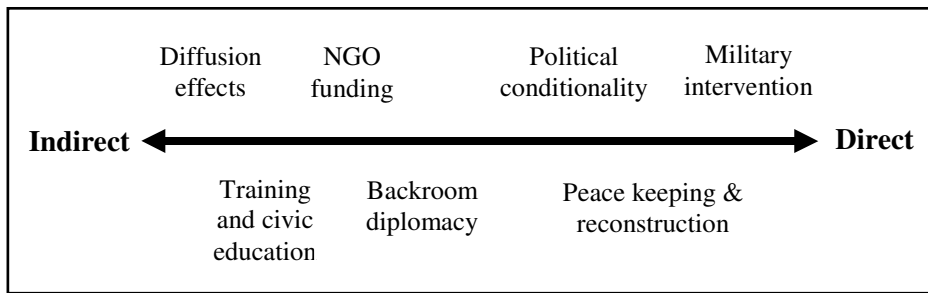 Diffusion
effects
NGO
funding
Political
conditionality
Military
intervention
Indirect
Direct
Training
and civic
education
Backroom
diplomacy
Peace keeping &
reconstruction